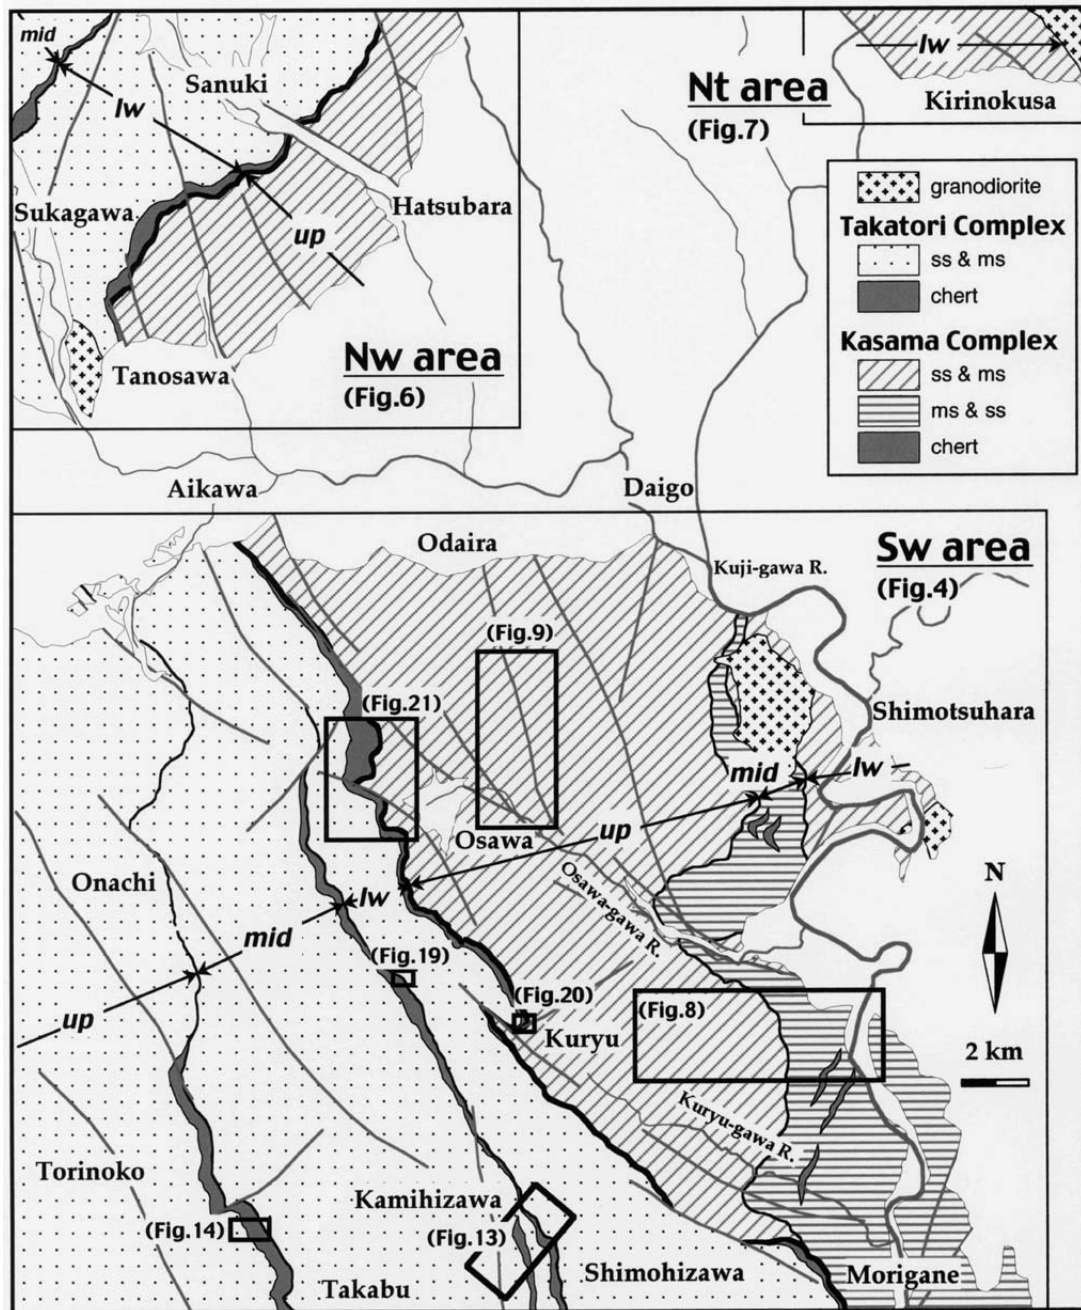 mid
Sanuki
lw
Sukagawa
Hatsubara
up
Tanosawa
Nw area
(Fig.6)
Nt area
(Fig.7)
lw
Kirinokusa
granodiorite
Takatori Complex
ss & ms
chert
Kasama Complex
ss & ms
ms & ss
chert
Aikawa
Daigo
Odaira
Kuji-gawa R.
Sw area
(Fig.4)
(Fig.9)
(Fig.21)
Shimotsuhara
mid
lw
up
Osawa
Osawa-gawa R.
Onachi
lw
mid
(Fig.19)
up
(Fig.20)
Kuryu
(Fig.8)
N
2 km
Kuryu-gawa R.
Torinoko
Kamihizawa
(Fig.14)
(Fig.13)
Takabu
Shimohizawa
Morigane